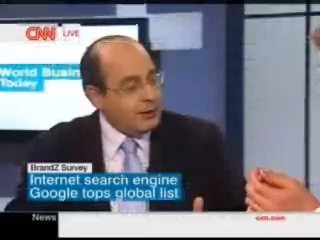 CNN LIVE
World Busin
Today
BrandZ Survey
Internet search engine
Google tops global list
News
cnn.com